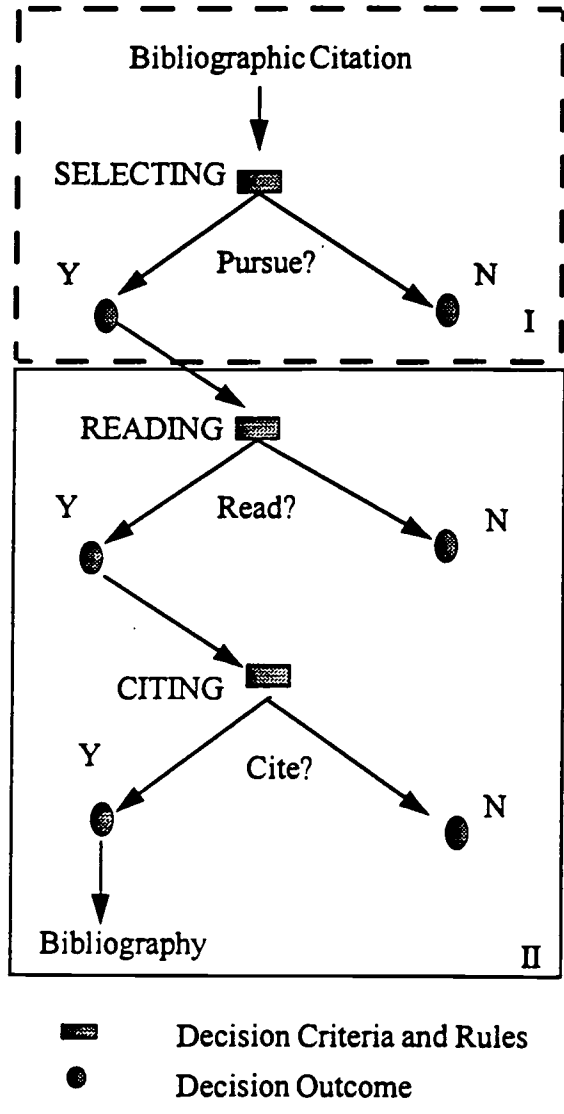 Bibliographic Citation
SELECTING
Pursue?
Y
N
I
READING
Read?
Y
N
CITING
Cite?
Y
N
Bibliography
II
Decision Criteria and Rules
Decision Outcome